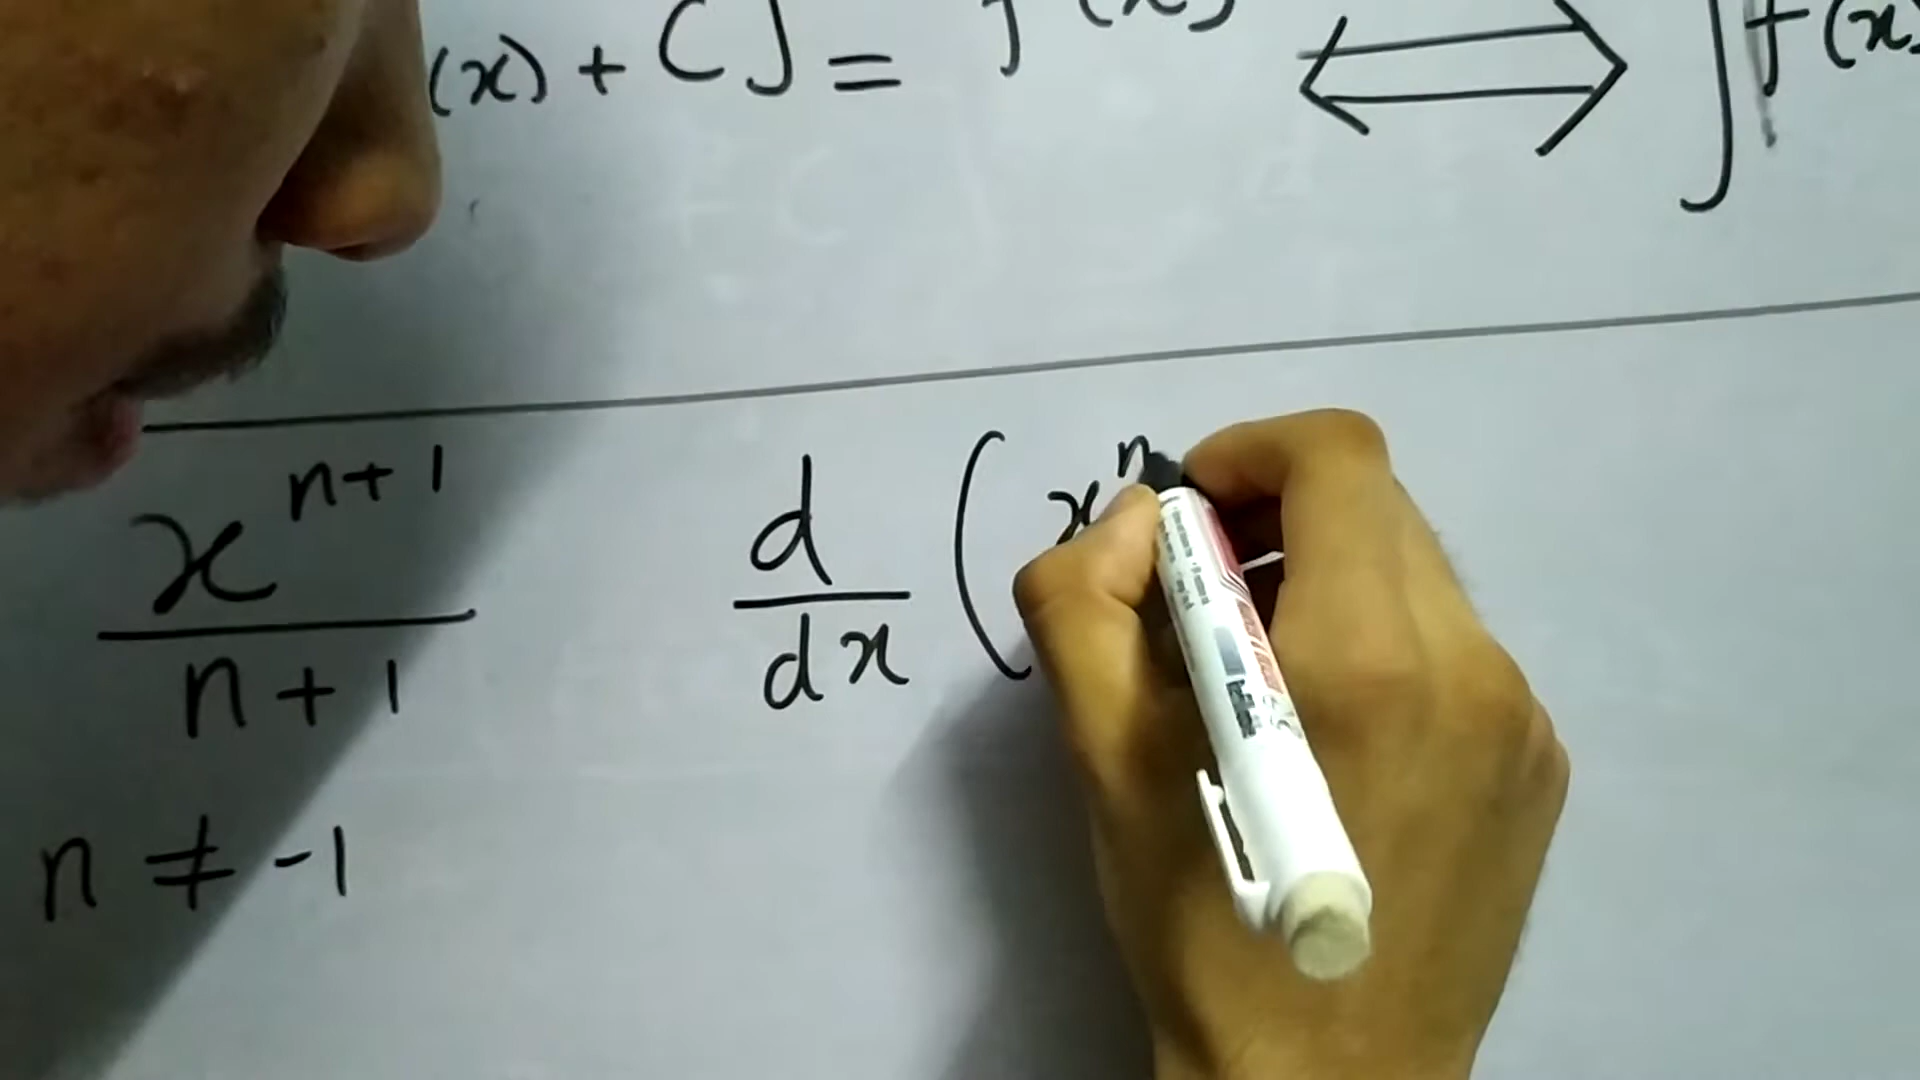 (x) + C] = f(x) ⟺ ∫f(x)
x^{n+1}/n+1 d/dx (x^n
n ≠ -1